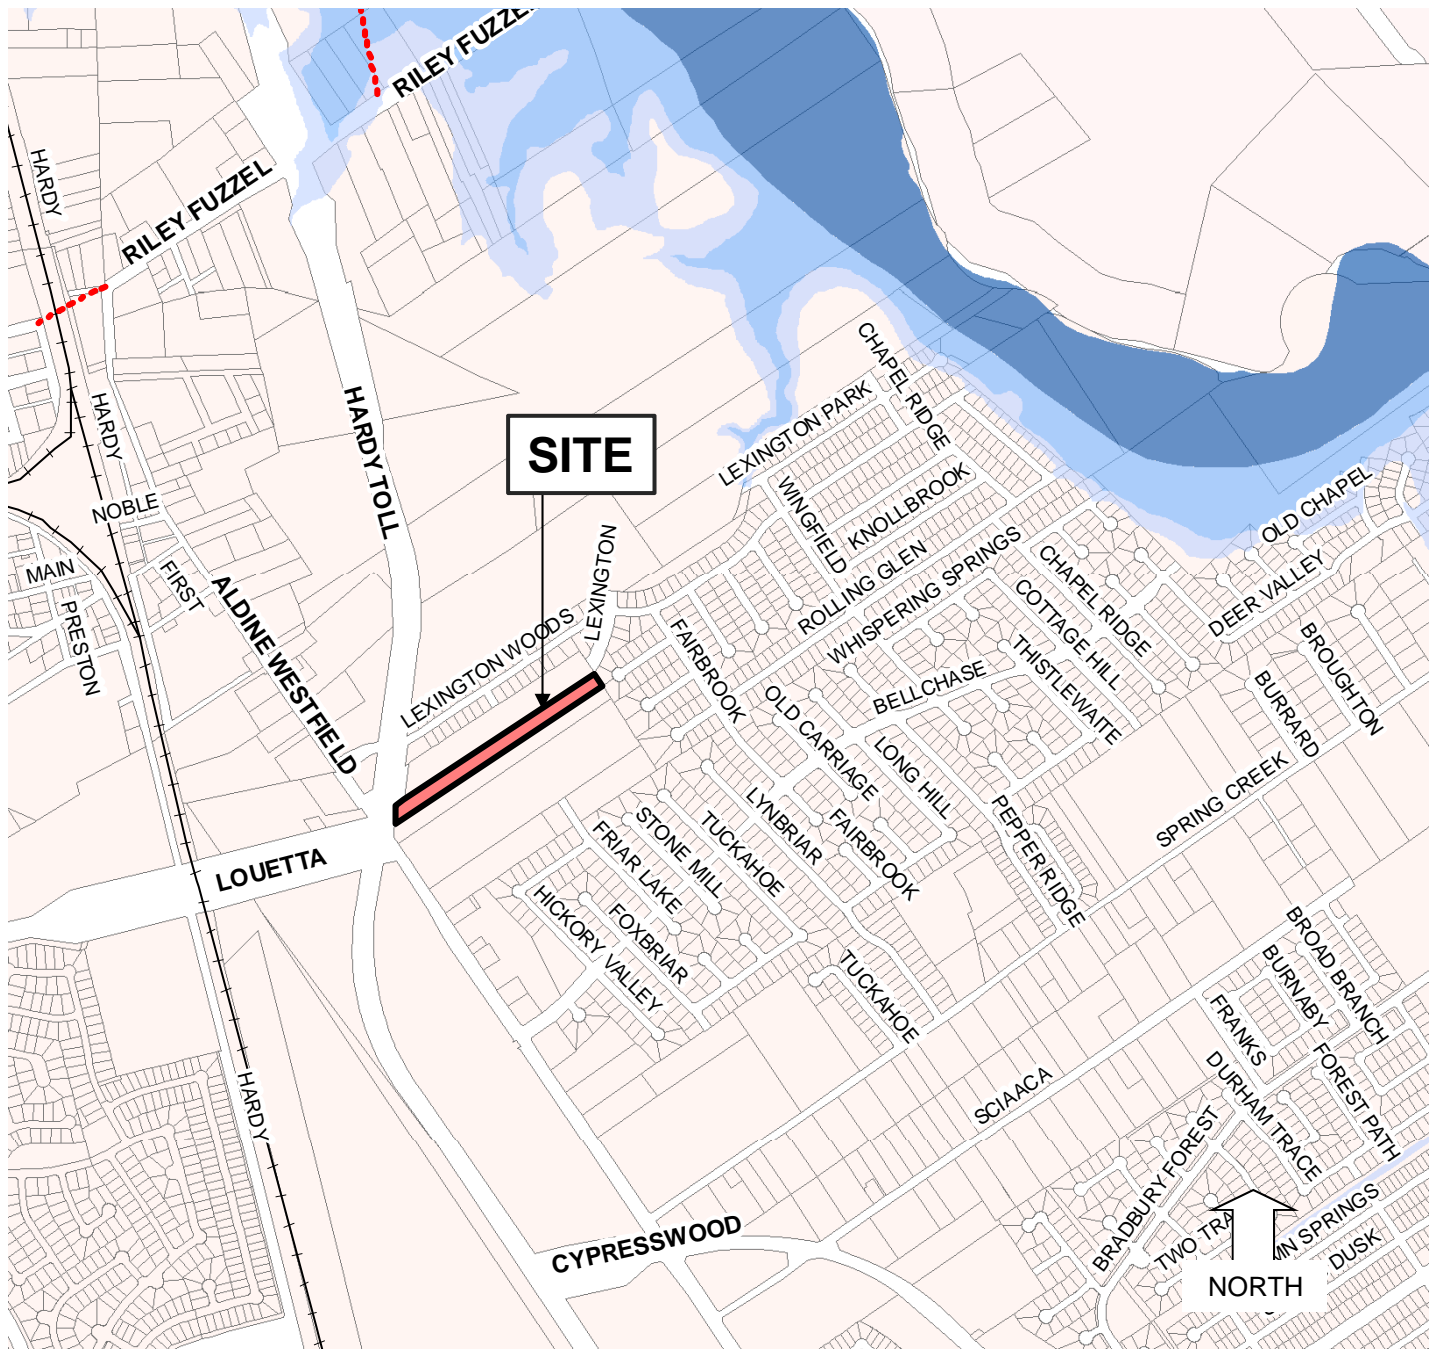 RILEY FUZZEL
RILEY FUZZEL
HARDY
HARDY
HARDY TOLL
CHAPEL RIDGE
LEXINGTON PARK
SITE
NOBLE
MAIN
FIRST
PRESTON
ALDINE WESTFIELD
LEXINGTON
LEXINGTON WOODS
WINGFIELD
KNOLLBROOK
ROLLING GLEN
WHISPERING SPRINGS
OLD CHAPEL
DEER VALLEY
CHAPEL RIDGE
COTTAGE HILL
THISTLEWAITE
BROUGHTON
BURRARD
FAIRBROOK
BELLCHASE
OLD CARRIAGE
LONG HILL
PEPPER RIDGE
SPRING CREEK
LYNBRIAR
FAIRBROOK
TUCKAHOE
STONE MILL
FRIAR LAKE
FOXBRIAR
HICKORY VALLEY
LOUETTA
TUCKAHOE
BROAD BRANCH
BURNABY
FRANKS
FOREST PATH
DURHAM TRACE
SCIAACA
HARDY
BRADBURY FOREST
CYPRESSWOOD
TWO
SPRINGS
DUSK
NORTH